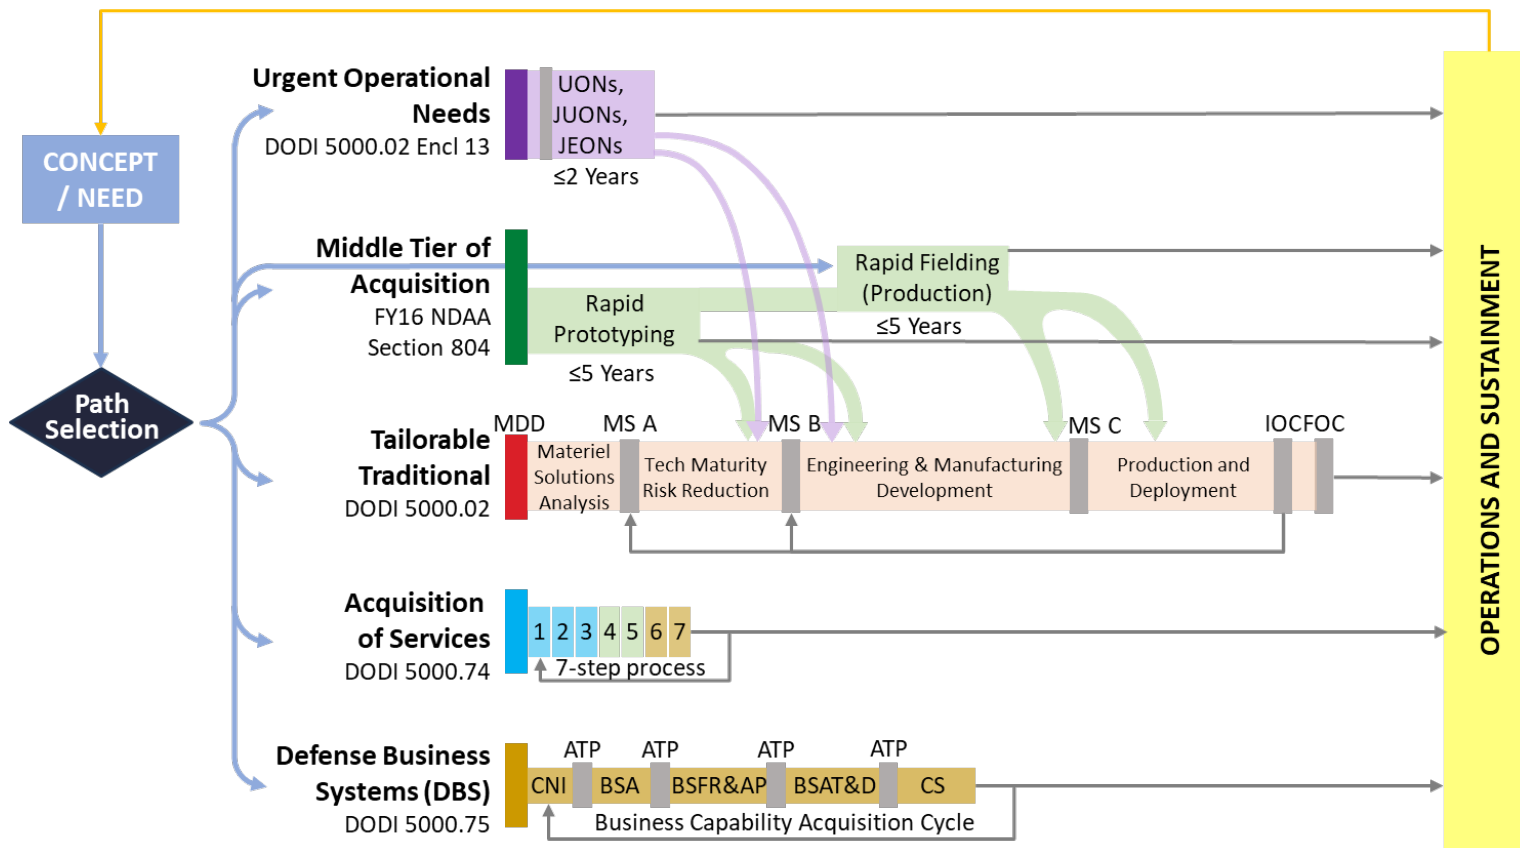 CONCEPT
/ NEED
Path
Selection
Urgent Operational
Needs
DODI 5000.02 Encl 13
UONs,
JUONs,
JEONs
≤2 Years
Middle Tier of
Acquisition
FY16 NDAA
Section 804
Rapid
Prototyping
≤5 Years
Rapid Fielding
(Production)
≤5 Years
Tailorable
Traditional
DODI 5000.02
MDD
MS A
MS B
MS C
IOC
FOC
Materiel
Solutions
Analysis
Tech Maturity
Risk Reduction
Engineering & Manufacturing
Development
Production and
Deployment
Acquisition
of Services
DODI 5000.74
1 2 3 4 5 6 7
7-step process
Defense Business
Systems (DBS)
DODI 5000.75
ATP ATP ATP ATP
CNI BSA BSFR&AP BSAT&D CS
Business Capability Acquisition Cycle
OPERATIONS AND SUSTAINMENT